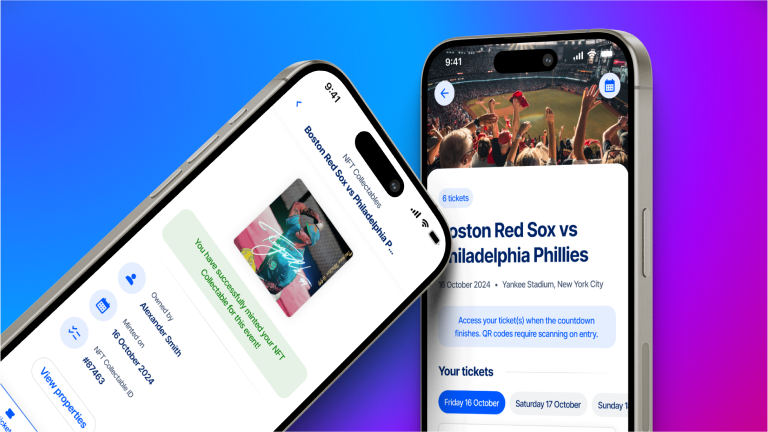 9:41
NFT Collectables
Boston Red Sox vs Philadelphia P...
You have successfully minted your NFT
Collectable for this event!
Owned by
Alexander Smith
Minted on
16 October 2024
NFT Collectable ID
#87463
View properties
9:41
6 tickets
oston Red Sox vs
hiladelphia Phillies
16 October 2024 • Yankee Stadium, New York City
Access your ticket(s) when the countdown
finishes. QR codes require scanning on entry.
Your tickets
Friday 16 October
Saturday 17 October
Sunday 1